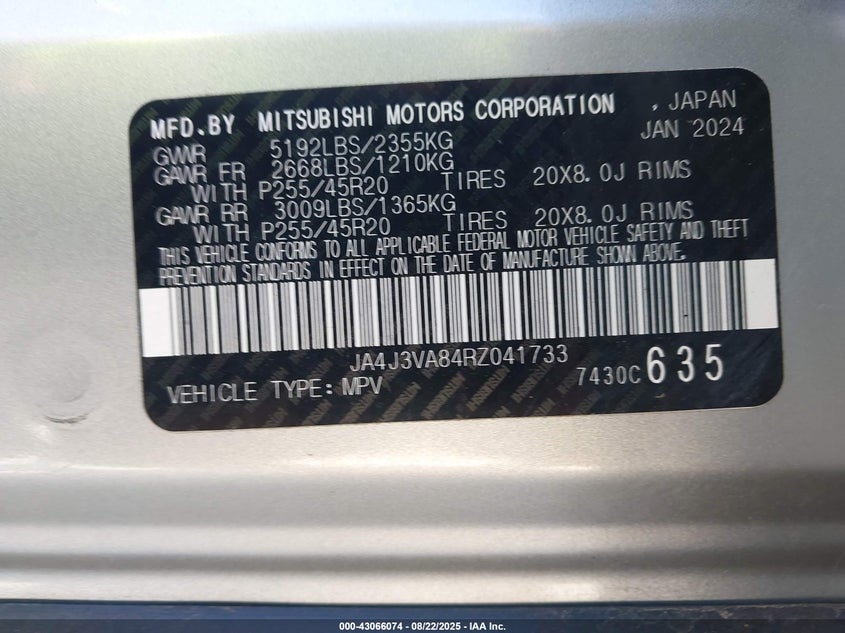 MFD.BY MITSUBISHI MOTORS CORPORATION , JAPAN
JAN 2024
GVWR 5192LBS/2355KG
GAWR FR 2668LBS/1210KG
WITH P255/45R20 TIRES 20X8.0J RIMS
GAWR RR 3009LBS/1365KG
WITH P255/45R20 TIRES 20X8.0J RIMS
THIS VEHICLE CONFORMS TO ALL APPLICABLE FEDERAL MOTOR VEHICLE SAFETY AND THEFT
PREVENTION STANDARDS IN EFFECT ON THE DATE OF MANUFACTURE SHOWN ABOVE.
JA4J3VA84RZ041733
VEHICLE TYPE: MPV 7430C 635
000-43066074 - 08/22/2025 - IAA Inc.